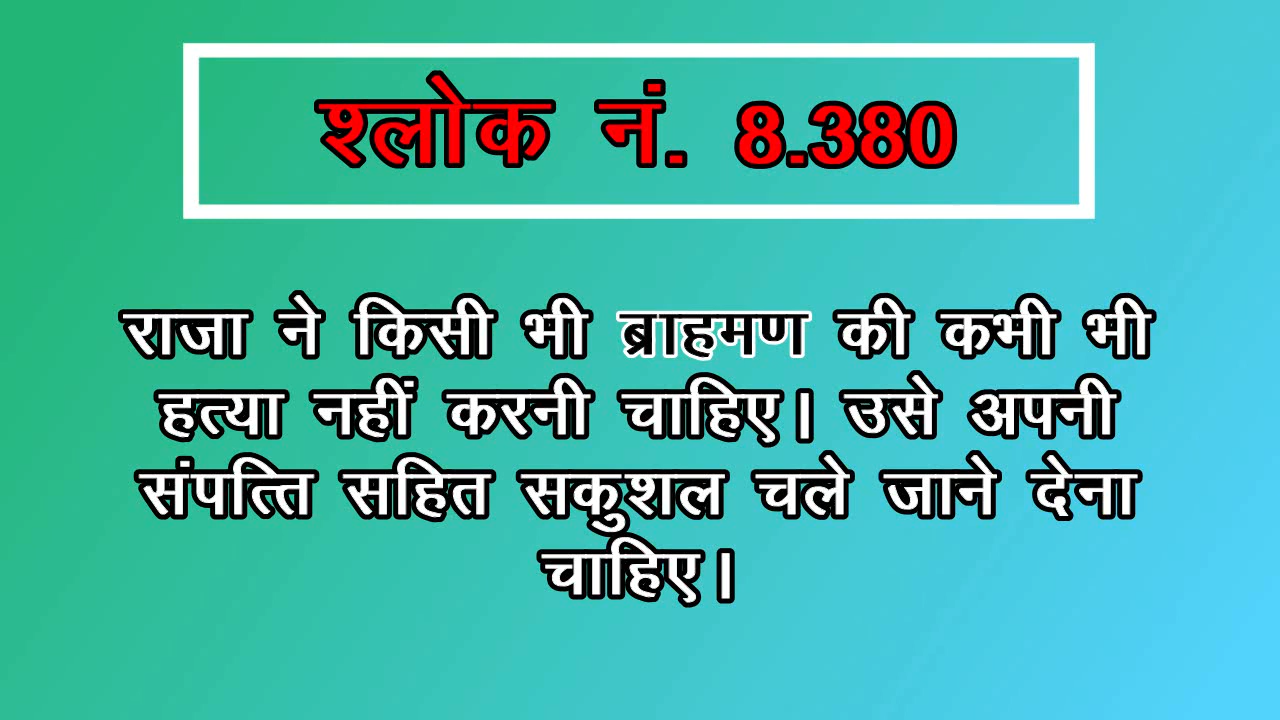 श्लोक नं. 8.380
राजा ने किसी भी ब्राहमण की कभी भी
हत्या नहीं करनी चाहिए। उसे अपनी
संपत्ति सहित सकुशल चले जाने देना
चाहिए।